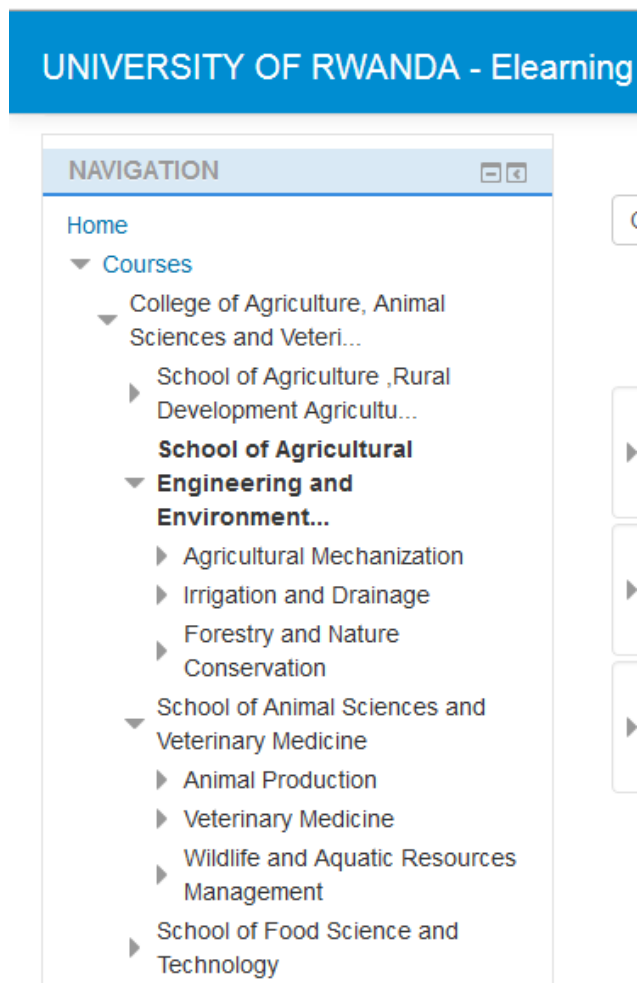 UNIVERSITY OF RWANDA - Elearning
NAVIGATION
Home
Courses
College of Agriculture, Animal
Sciences and Veteri...
School of Agriculture ,Rural
Development Agricultu...
School of Agricultural
Engineering and
Environment...
Agricultural Mechanization
Irrigation and Drainage
Forestry and Nature
Conservation
School of Animal Sciences and
Veterinary Medicine
Animal Production
Veterinary Medicine
Wildlife and Aquatic Resources
Management
School of Food Science and
Technology